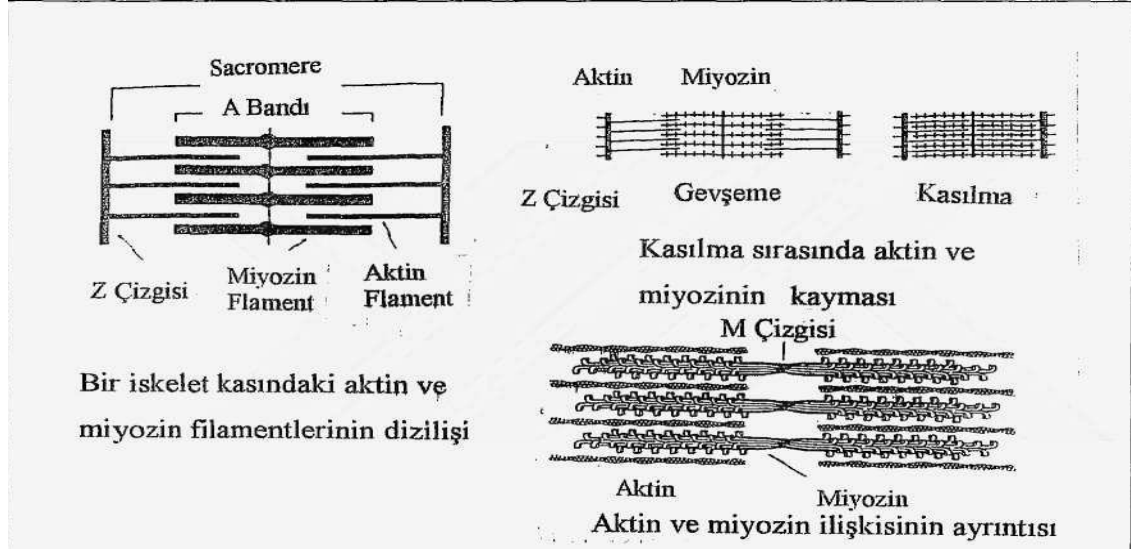 Sacromere
A Bandı
Z Çizgisi
Miyozin
Flament
Aktin
Flament
Bir iskelet kasındaki aktin ve
miyozin filamentlerinin dizilişi
Aktin Miyozin
Z Çizgisi Gevşeme Kasılma
Kasılma sırasında aktin ve
miyozinin kayması
M Çizgisi
Aktin Miyozin
Aktin ve miyozin ilişkisinin ayrıntısı